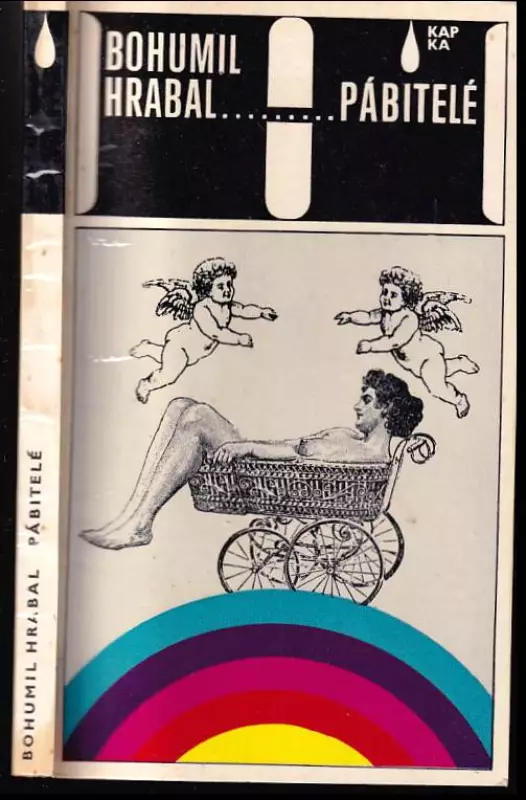 BOHUMIL
HRABAL..........PÁBITELÉ
KAP
KA
BOHUMIL HRABAL PÁBITELÉ